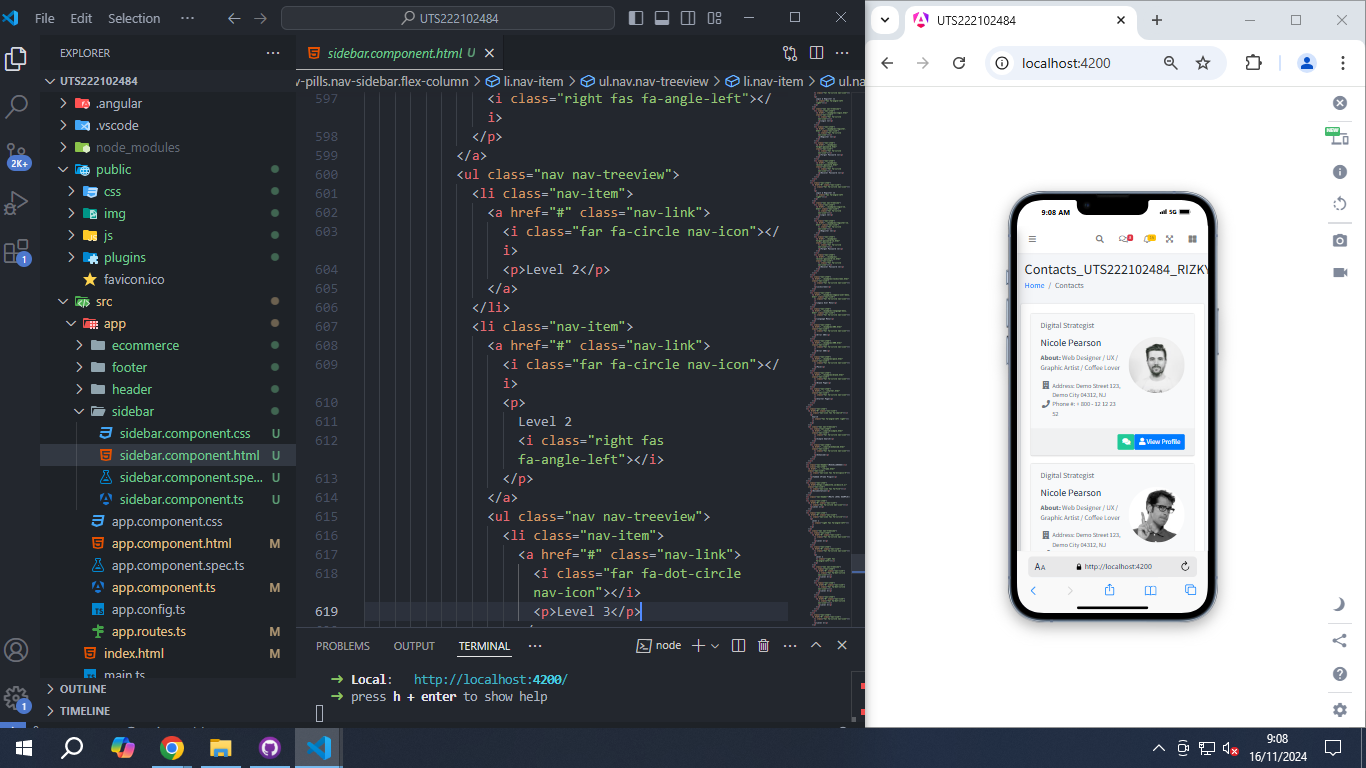 File Edit Selection ··· UTS222102484
EXPLORER ···
UTS222102484
.angular
.vscode
node_modules
public
css
img
js
plugins
favicon.ico
src
app
ecommerce
footer
header
sidebar
sidebar.component.css U
sidebar.component.html U
sidebar.component.spe... U
sidebar.component.ts U
app.component.css
app.component.html M
app.component.spec.ts
app.component.ts M
app.config.ts
app.routes.ts M
index.html M
main.ts
OUTLINE
TIMELINE
2K+
1
1
sidebar.component.html U
v-pills.nav-sidebar.flex-column > li.nav-item > ul.nav.nav-treeview > li.nav-item > ul.na
597 <i class="right fas fa-angle-left"></
i>
598 </p>
599 </a>
600 <ul class="nav nav-treeview">
601 <li class="nav-item">
602 <a href="#" class="nav-link">
603 <i class="far fa-circle nav-icon"></
i>
604 <p>Level 2</p>
605 </a>
606 </li>
607 <li class="nav-item">
608 <a href="#" class="nav-link">
609 <i class="far fa-circle nav-icon"></
i>
610 <p>
611 Level 2
612 <i class="right fas
fa-angle-left"></i>
613 </p>
614 </a>
615 <ul class="nav nav-treeview">
616 <li class="nav-item">
617 <a href="#" class="nav-link">
618 <i class="far fa-dot-circle
nav-icon"></i>
619 <p>Level 3</p>
PROBLEMS OUTPUT TERMINAL ··· node
➜ Local: http://localhost:4200/
➜ press h + enter to show help
UTS222102484
localhost:4200
NEW
9:08 AM 5G
Contacts_UTS222102484_RIZKY
Home / Contacts
Digital Strategist
Nicole Pearson
About: Web Designer / UX /
Graphic Artist / Coffee Lover
Address: Demo Street 123,
Demo City 04312, NJ
Phone #: + 800 - 12 12 23
52
View Profile
Digital Strategist
Nicole Pearson
About: Web Designer / UX /
Graphic Artist / Coffee Lover
Address: Demo Street 123,
Demo City 04312, NJ
AA http://localhost:4200
9:08
16/11/2024